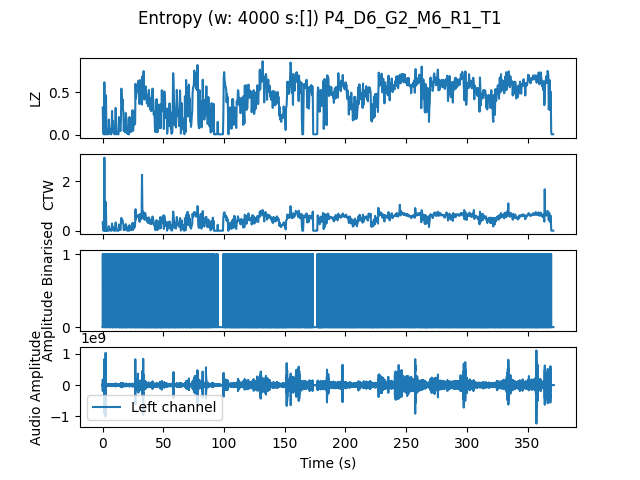 Entropy (w: 4000 s:[]) P4_D6_G2_M6_R1_T1
LZ
0.5
0.0
CTW
2
0
Amplitude Binarised
1
0
1e9
Audio Amplitude
1
0
−1
Left channel
0 50 100 150 200 250 300 350
Time (s)